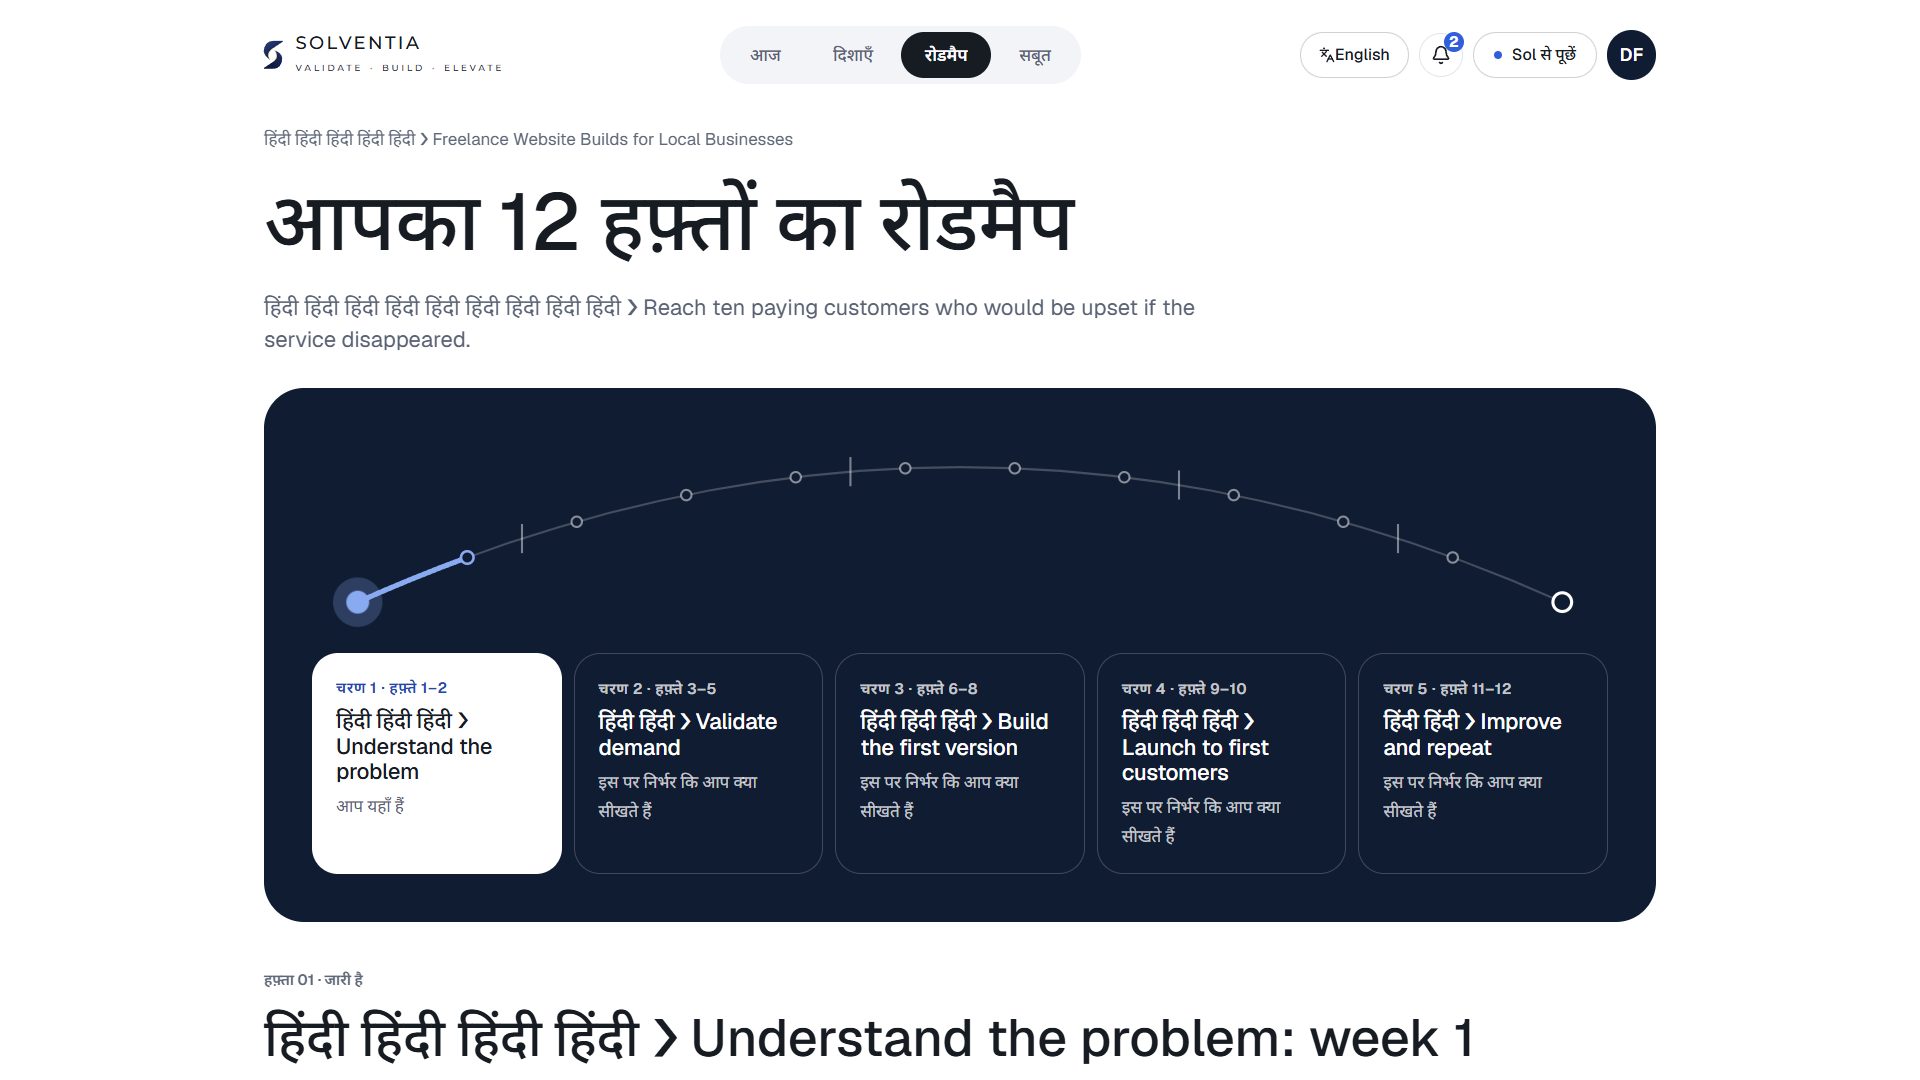 SOLVENTIA
VALIDATE · BUILD · ELEVATE
आज
दिशाएँ
रोडमैप
सबूत
English
2
Sol से पूछें
DF
हिंदी हिंदी हिंदी हिंदी हिंदी ❯ Freelance Website Builds for Local Businesses
आपका 12 हफ़्तों का रोडमैप
हिंदी हिंदी हिंदी हिंदी हिंदी हिंदी हिंदी हिंदी हिंदी ❯ Reach ten paying customers who would be upset if the
service disappeared.
चरण 1 · हफ़्ते 1–2
हिंदी हिंदी हिंदी ❯
Understand the
problem
आप यहाँ हैं
चरण 2 · हफ़्ते 3–5
हिंदी हिंदी ❯ Validate
demand
इस पर निर्भर कि आप क्या
सीखते हैं
चरण 3 · हफ़्ते 6–8
हिंदी हिंदी हिंदी ❯ Build
the first version
इस पर निर्भर कि आप क्या
सीखते हैं
चरण 4 · हफ़्ते 9–10
हिंदी हिंदी हिंदी ❯
Launch to first
customers
इस पर निर्भर कि आप क्या
सीखते हैं
चरण 5 · हफ़्ते 11–12
हिंदी हिंदी ❯ Improve
and repeat
इस पर निर्भर कि आप क्या
सीखते हैं
हफ़्ता 01 · जारी है
हिंदी हिंदी हिंदी हिंदी ❯ Understand the problem: week 1